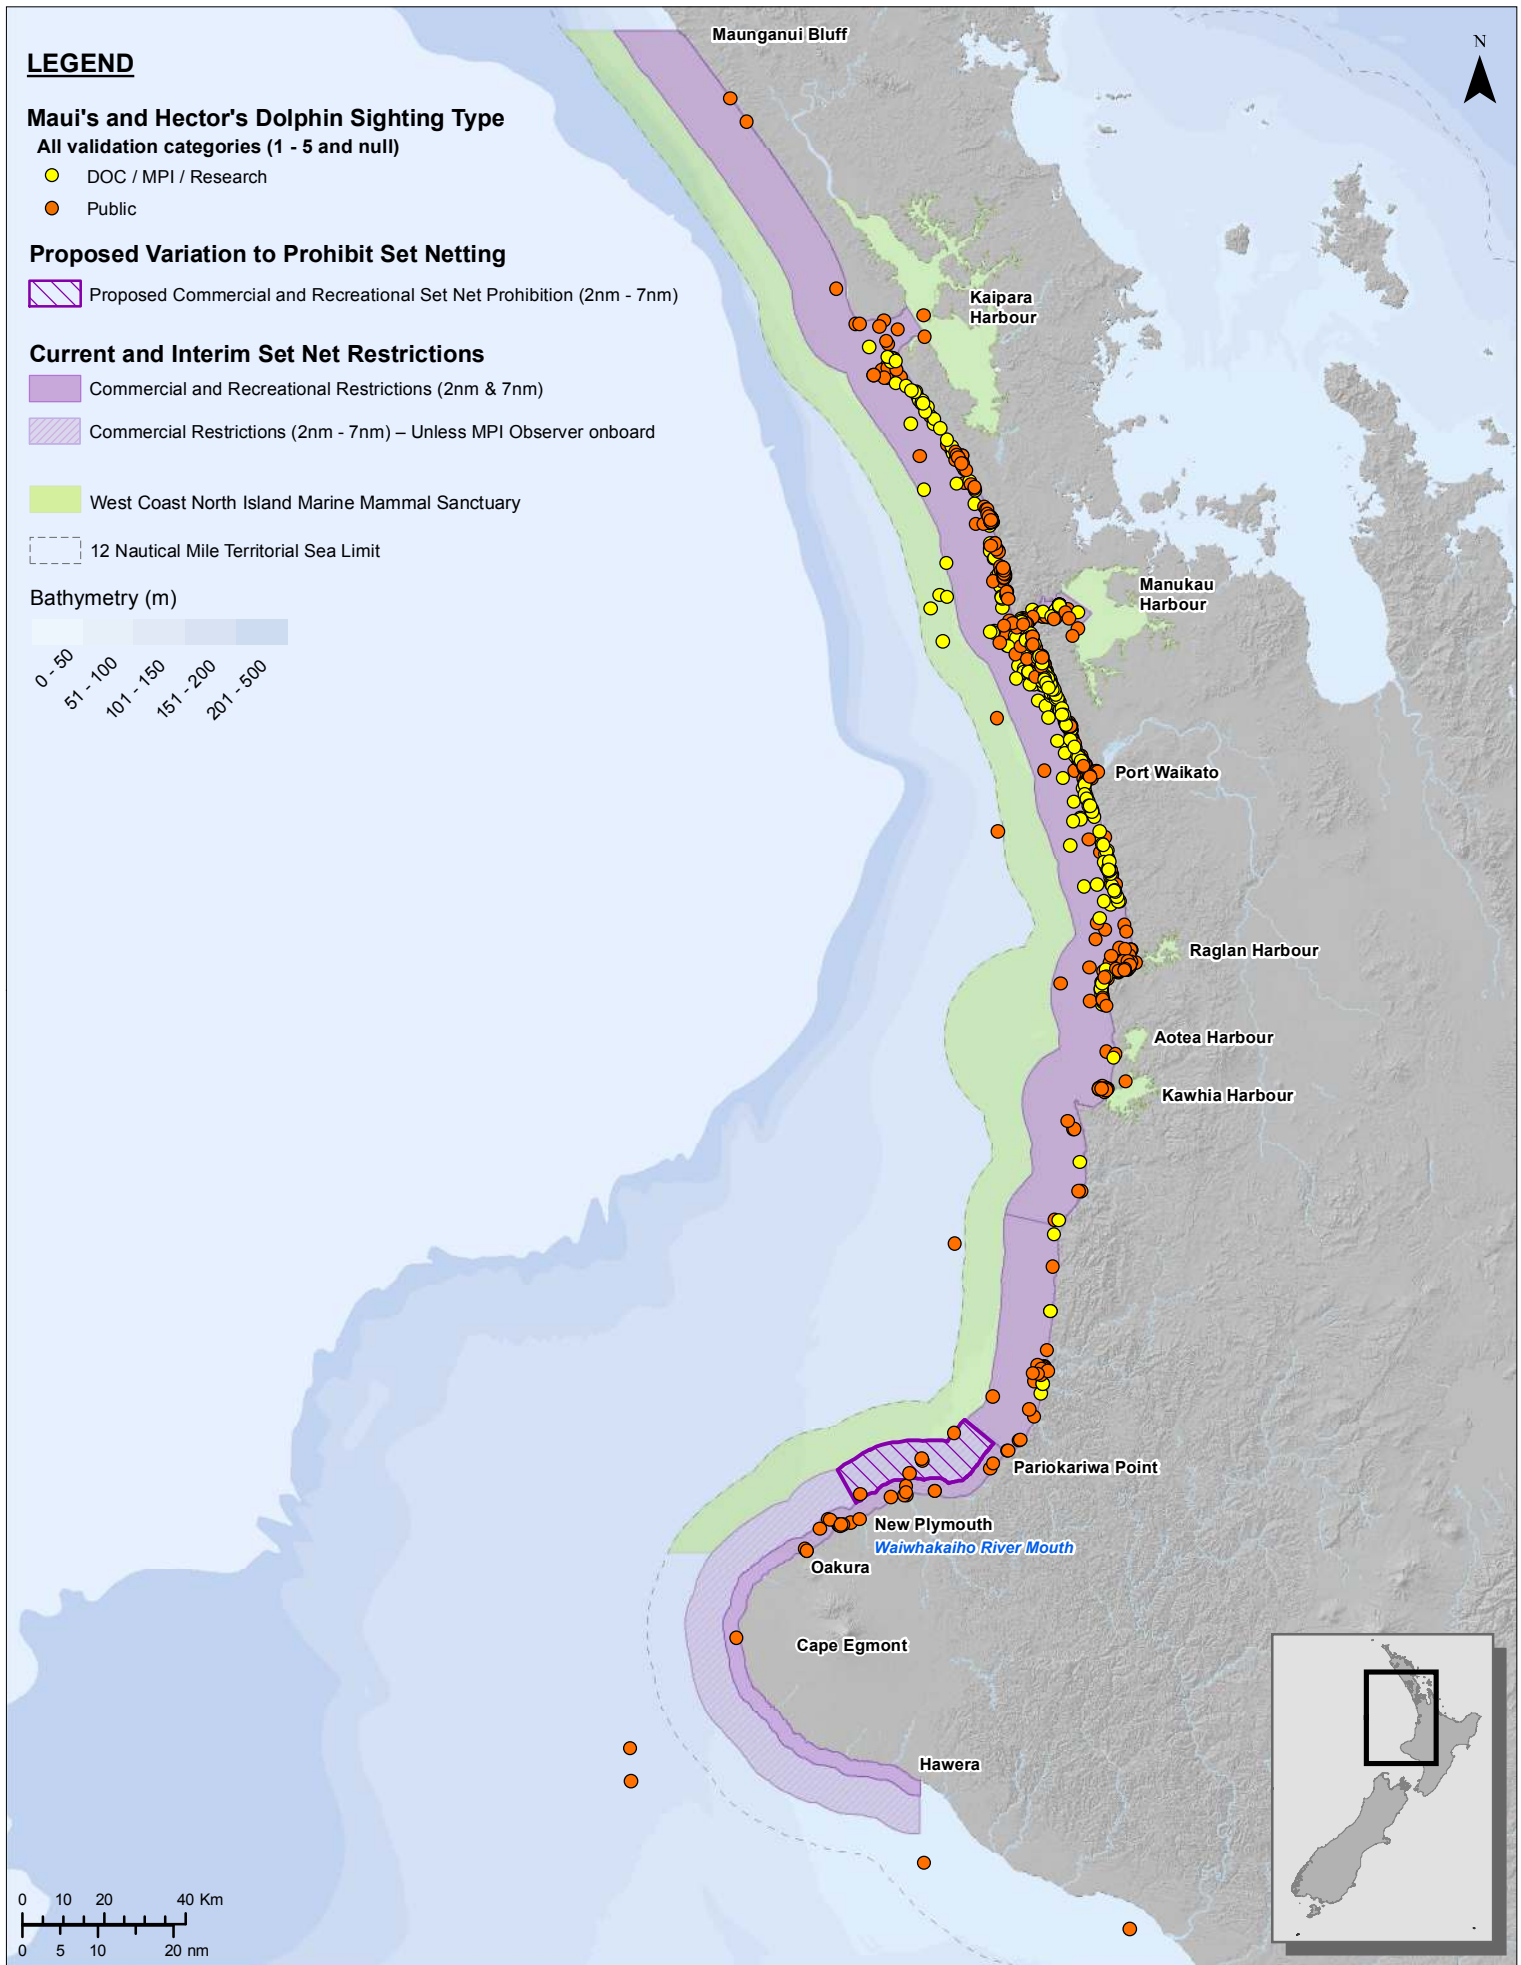 LEGEND
Maui's and Hector's Dolphin Sighting Type
All validation categories (1 - 5 and null)
DOC / MPI / Research
Public
Proposed Variation to Prohibit Set Netting
Proposed Commercial and Recreational Set Net Prohibition (2nm - 7nm)
Current and Interim Set Net Restrictions
Commercial and Recreational Restrictions (2nm & 7nm)
Commercial Restrictions (2nm - 7nm) – Unless MPI Observer onboard
West Coast North Island Marine Mammal Sanctuary
12 Nautical Mile Territorial Sea Limit
Bathymetry (m)
0 - 50
51 - 100
101 - 150
151 - 200
201 - 500
N
Maunganui Bluff
Kaipara
Harbour
Manukau
Harbour
Port Waikato
Raglan Harbour
Aotea Harbour
Kawhia Harbour
Pariokariwa Point
New Plymouth
Waiwhakaiho River Mouth
Oakura
Cape Egmont
Hawera
0 10 20 40 Km
0 5 10 20 nm